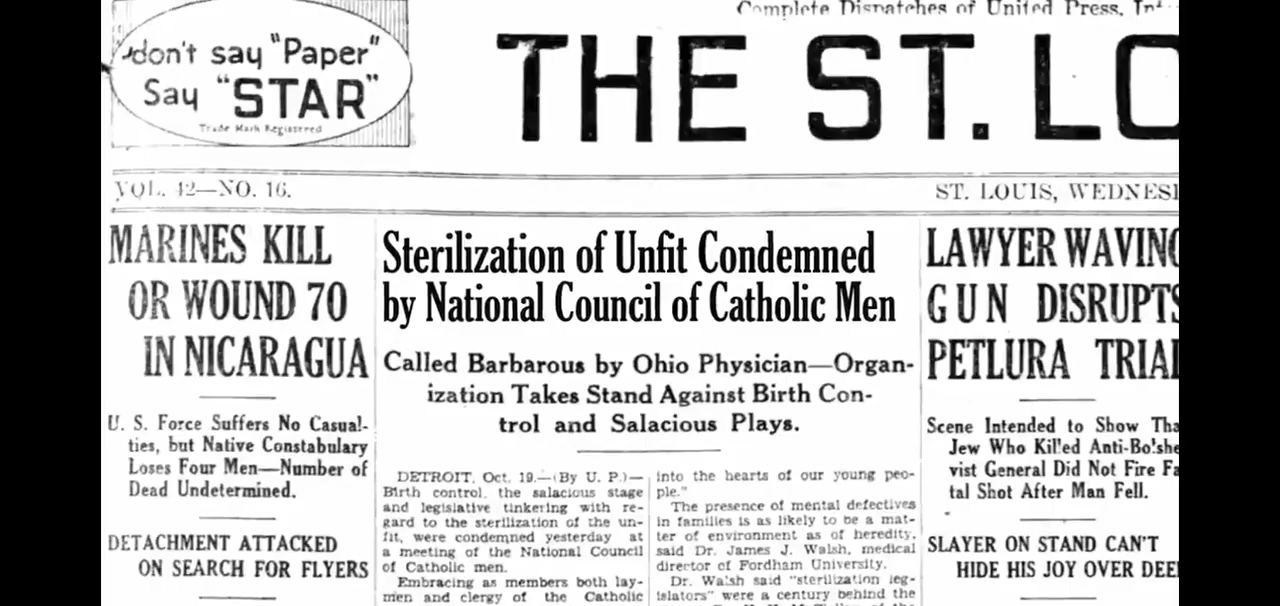 Complete Dispatches of United Press, In
don't say "Paper"
Say "STAR"
Trade Mark Registered
THE ST. LO
VOL. 42—NO. 16.
ST. LOUIS, WEDNES
MARINES KILL
OR WOUND 70
IN NICARAGUA
U. S. Force Suffers No Casual-
ties, but Native Constabulary
Loses Four Men—Number of
Dead Undetermined.
DETACHMENT ATTACKED
ON SEARCH FOR FLYERS
Sterilization of Unfit Condemned
by National Council of Catholic Men
Called Barbarous by Ohio Physician—Organ-
ization Takes Stand Against Birth Con-
trol and Salacious Plays.
DETROIT, Oct. 19.—(By U. P.)—
Birth control, the salacious stage
and legislative tinkering with re-
gard to the sterilization of the un-
fit, were condemned yesterday at
a meeting of the National Council
of Catholic men.
Embracing as members both lay-
men and clergy of the Catholic
into the hearts of our young peo-
ple."
The presence of mental defectives
in families is as likely to be a mat-
ter of environment as of heredity,
said Dr. James J. Walsh, medical
director of Fordham University.
Dr. Walsh said "sterilization leg-
islators" were a century behind the
LAWYER WAVING
GUN DISRUPTS
PETLURA TRIAL
Scene Intended to Show Tha
Jew Who Killed Anti-Bolshe
vist General Did Not Fire Fa
tal Shot After Man Fell.
SLAYER ON STAND CAN'T
HIDE HIS JOY OVER DEE